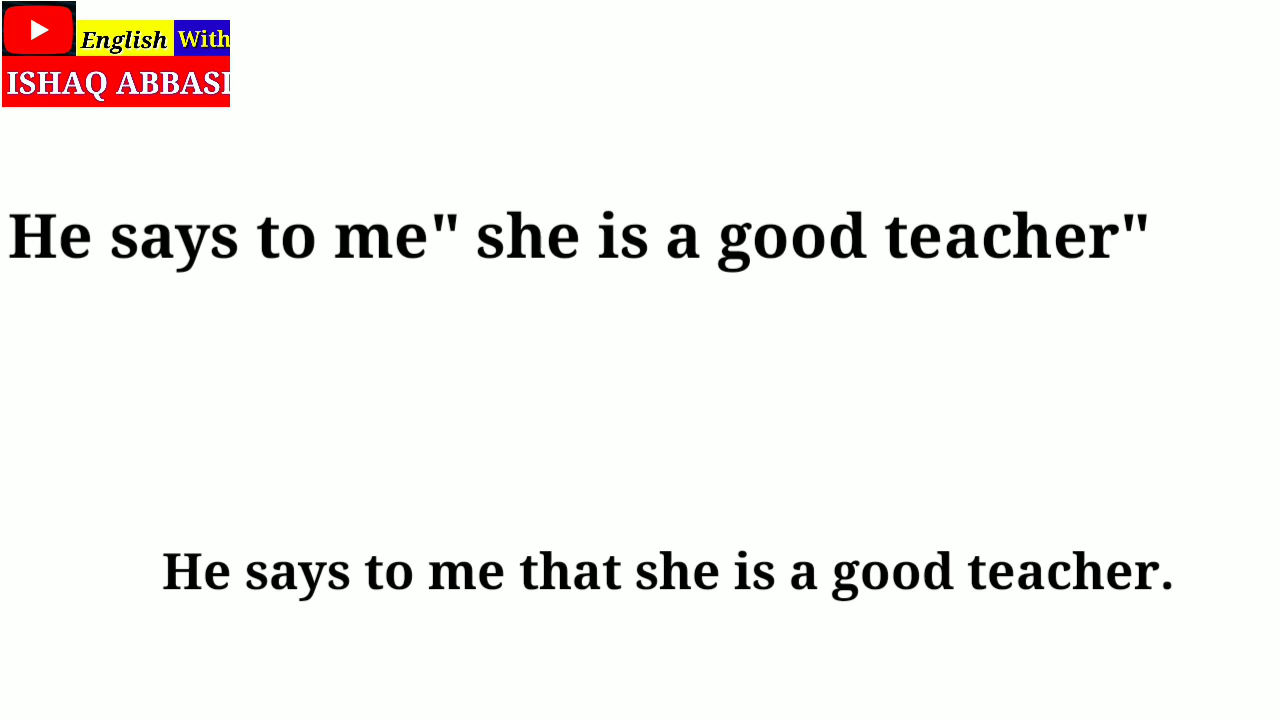 English With
ISHAQ ABBASI
He says to me" she is a good teacher"
He says to me that she is a good teacher.